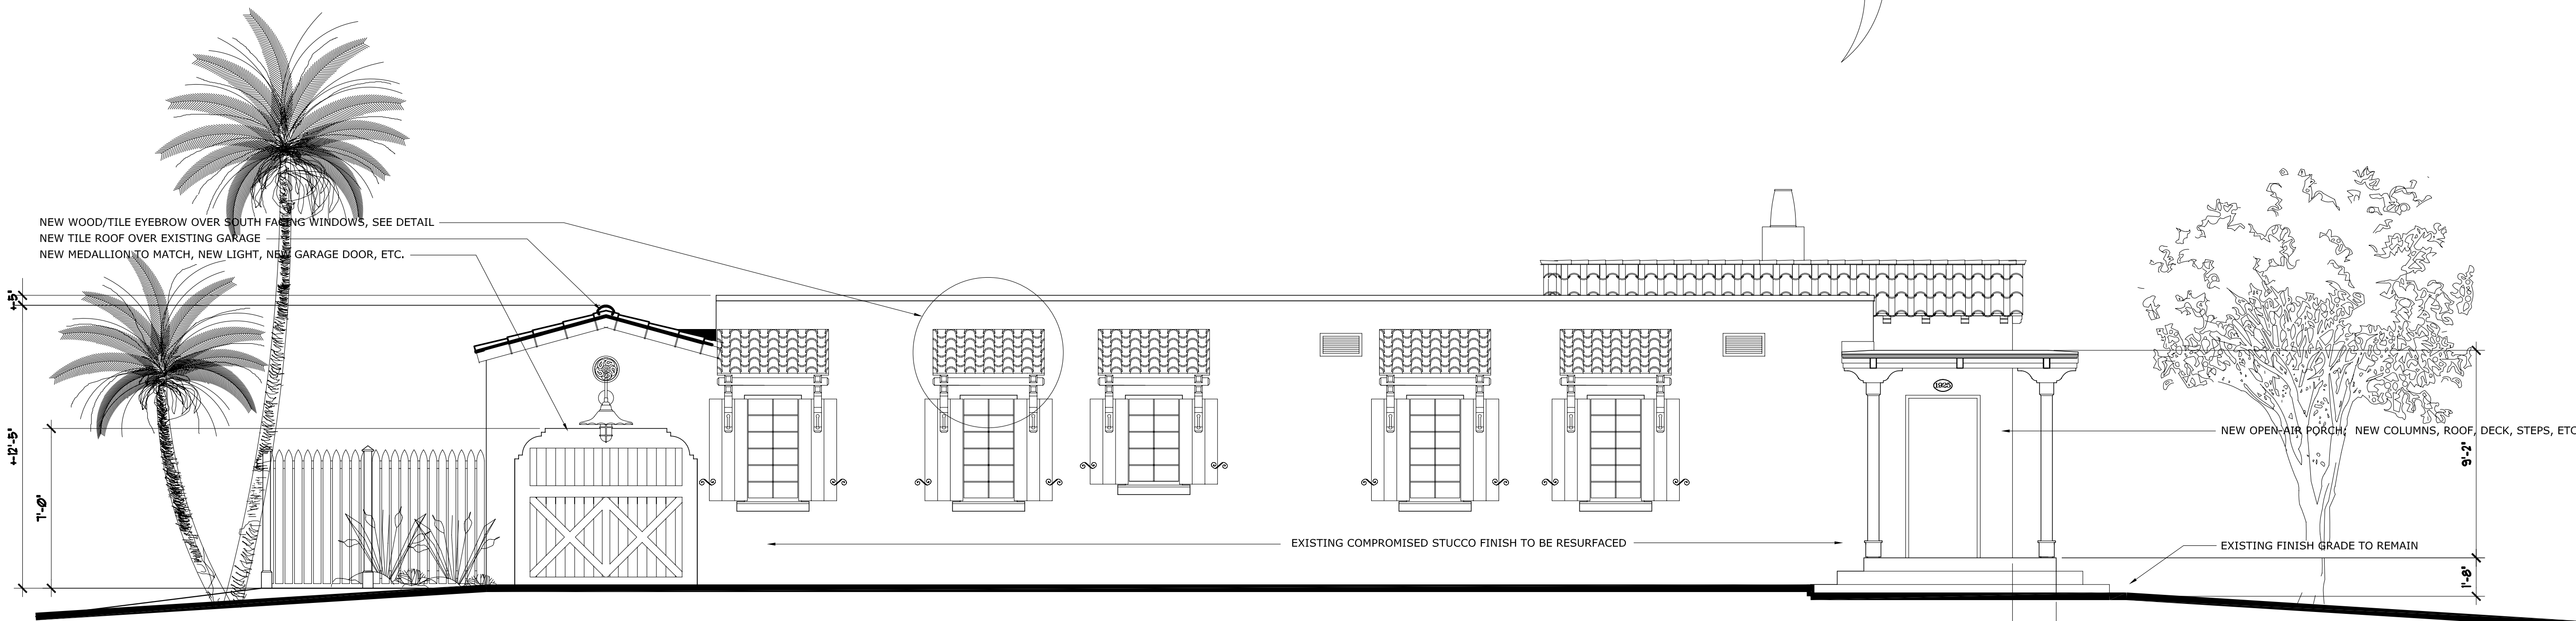 NEW WOOD/TILE EYEBROW OVER SOUTH FACING WINDOWS, SEE DETAIL
NEW TILE ROOF OVER EXISTING GARAGE
NEW MEDALLION TO MATCH, NEW LIGHT, NEW GARAGE DOOR, ETC.
+-5"
+-12'-5"
7'-0"
1925
NEW OPEN-AIR PORCH; NEW COLUMNS, ROOF, DECK, STEPS, ETC
9'-2"
EXISTING COMPROMISED STUCCO FINISH TO BE RESURFACED
EXISTING FINISH GRADE TO REMAIN
1'-8"